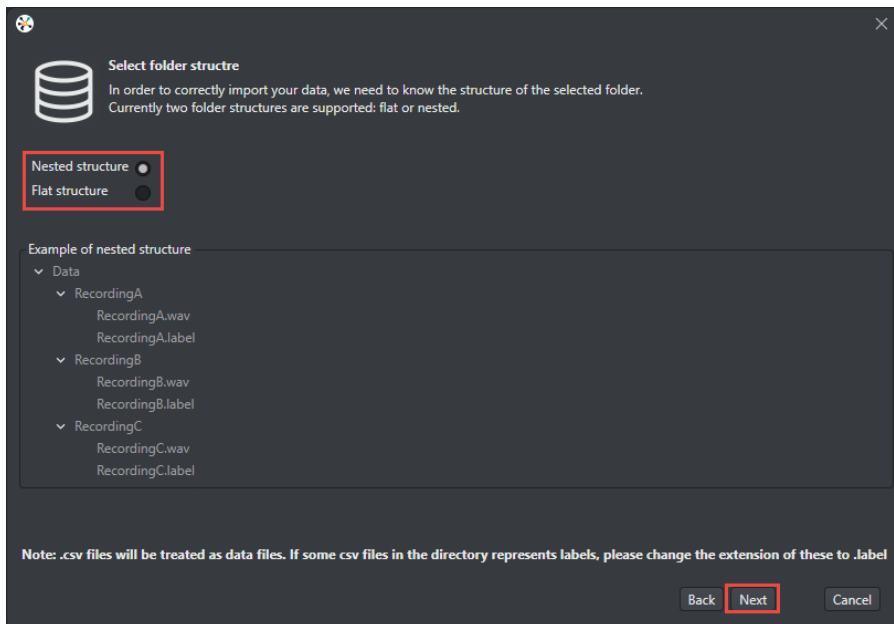 Select folder structre
In order to correctly import your data, we need to know the structure of the selected folder.
Currently two folder structures are supported: flat or nested.
Nested structure
Flat structure
Example of nested structure
Data
RecordingA
RecordingA.wav
RecordingA.label
RecordingB
RecordingB.wav
RecordingB.label
RecordingC
RecordingC.wav
RecordingC.label
Note: .csv files will be treated as data files. If some csv files in the directory represents labels, please change the extension of these to .label
Back Next Cancel